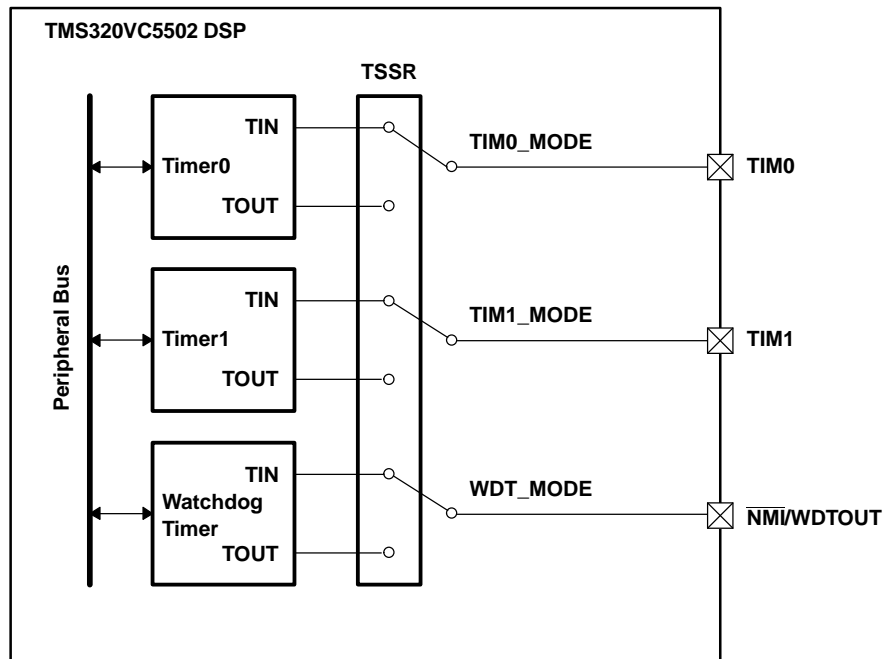 TMS320VC5502 DSP
TSSR
TIN
Timer0
TOUT
TIM0_MODE
TIM0
Peripheral Bus
TIN
Timer1
TOUT
TIM1_MODE
TIM1
TIN
Watchdog
Timer
TOUT
WDT_MODE
N̅M̅I̅/WDTOUT